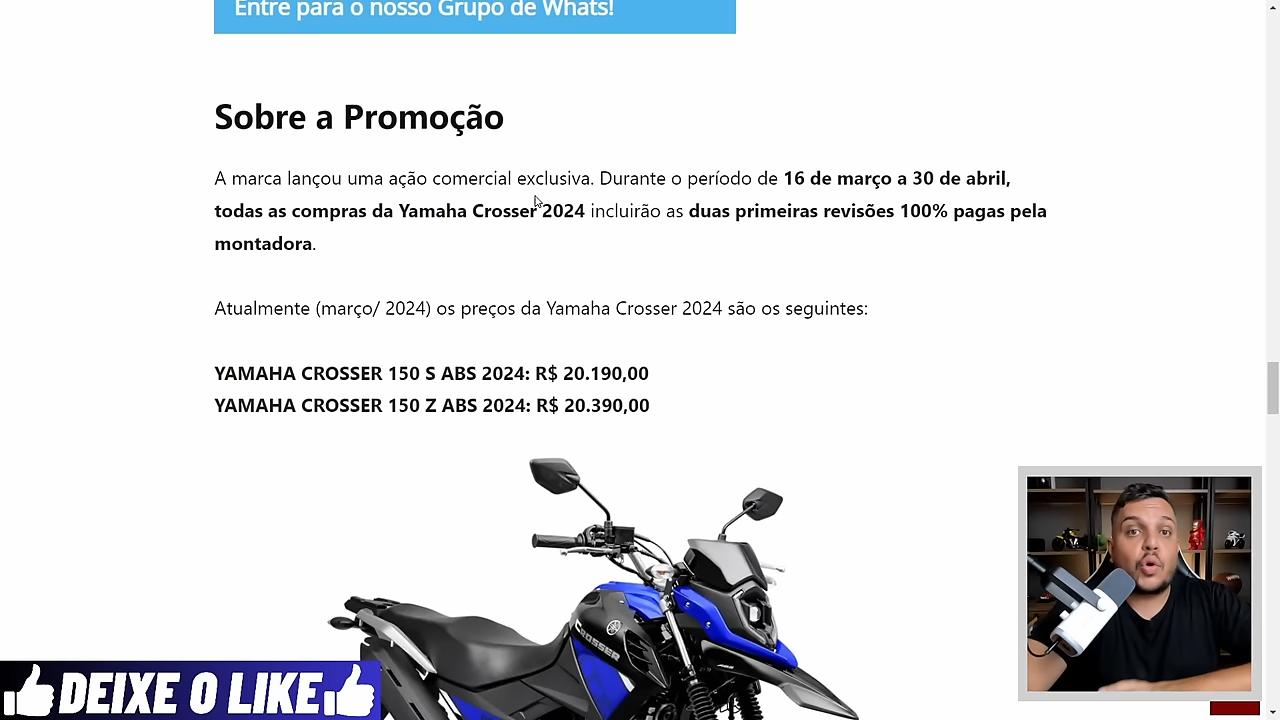 Entre para o nosso Grupo de Whats!
Sobre a Promoção
A marca lançou uma ação comercial exclusiva. Durante o período de 16 de março a 30 de abril,
todas as compras da Yamaha Crosser 2024 incluirão as duas primeiras revisões 100% pagas pela
montadora.
Atualmente (março/ 2024) os preços da Yamaha Crosser 2024 são os seguintes:
YAMAHA CROSSER 150 S ABS 2024: R$ 20.190,00
YAMAHA CROSSER 150 Z ABS 2024: R$ 20.390,00
CROSSER
DEIXE O LIKE